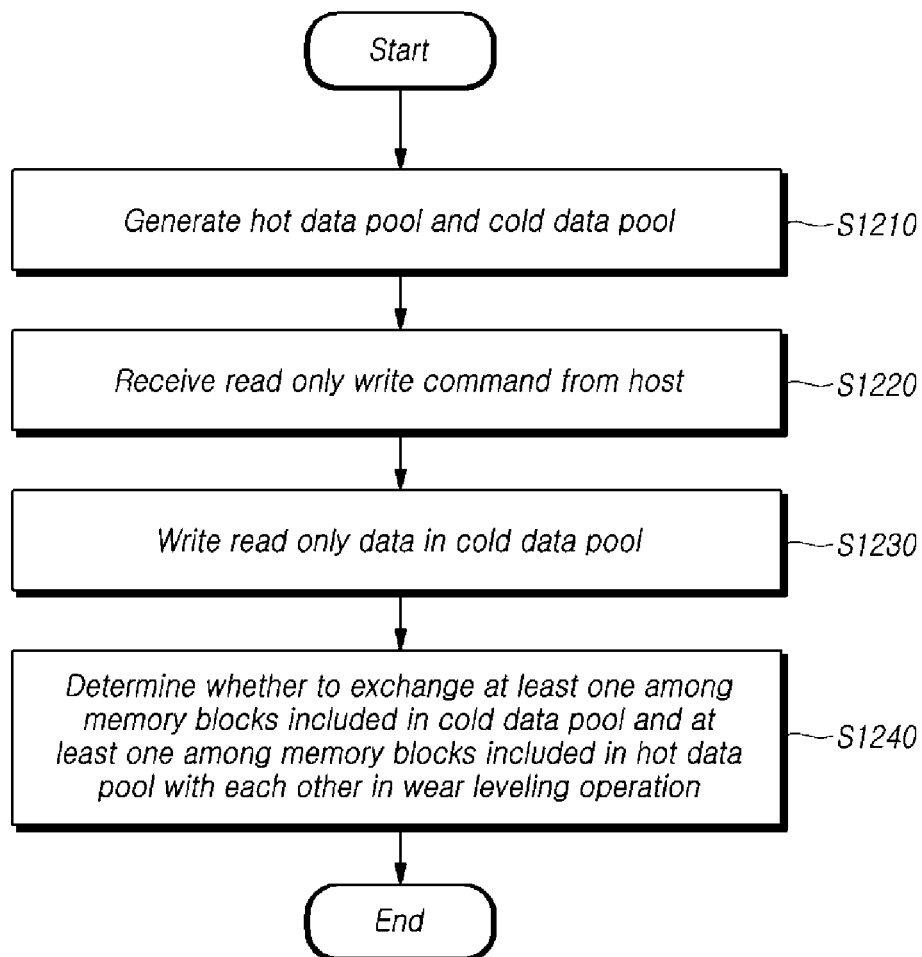 Start
Generate hot data pool and cold data pool
S1210
Receive read only write command from host
S1220
Write read only data in cold data pool
S1230
Determine whether to exchange at least one among
memory blocks included in cold data pool and at
least one among memory blocks included in hot data
pool with each other in wear leveling operation
S1240
End